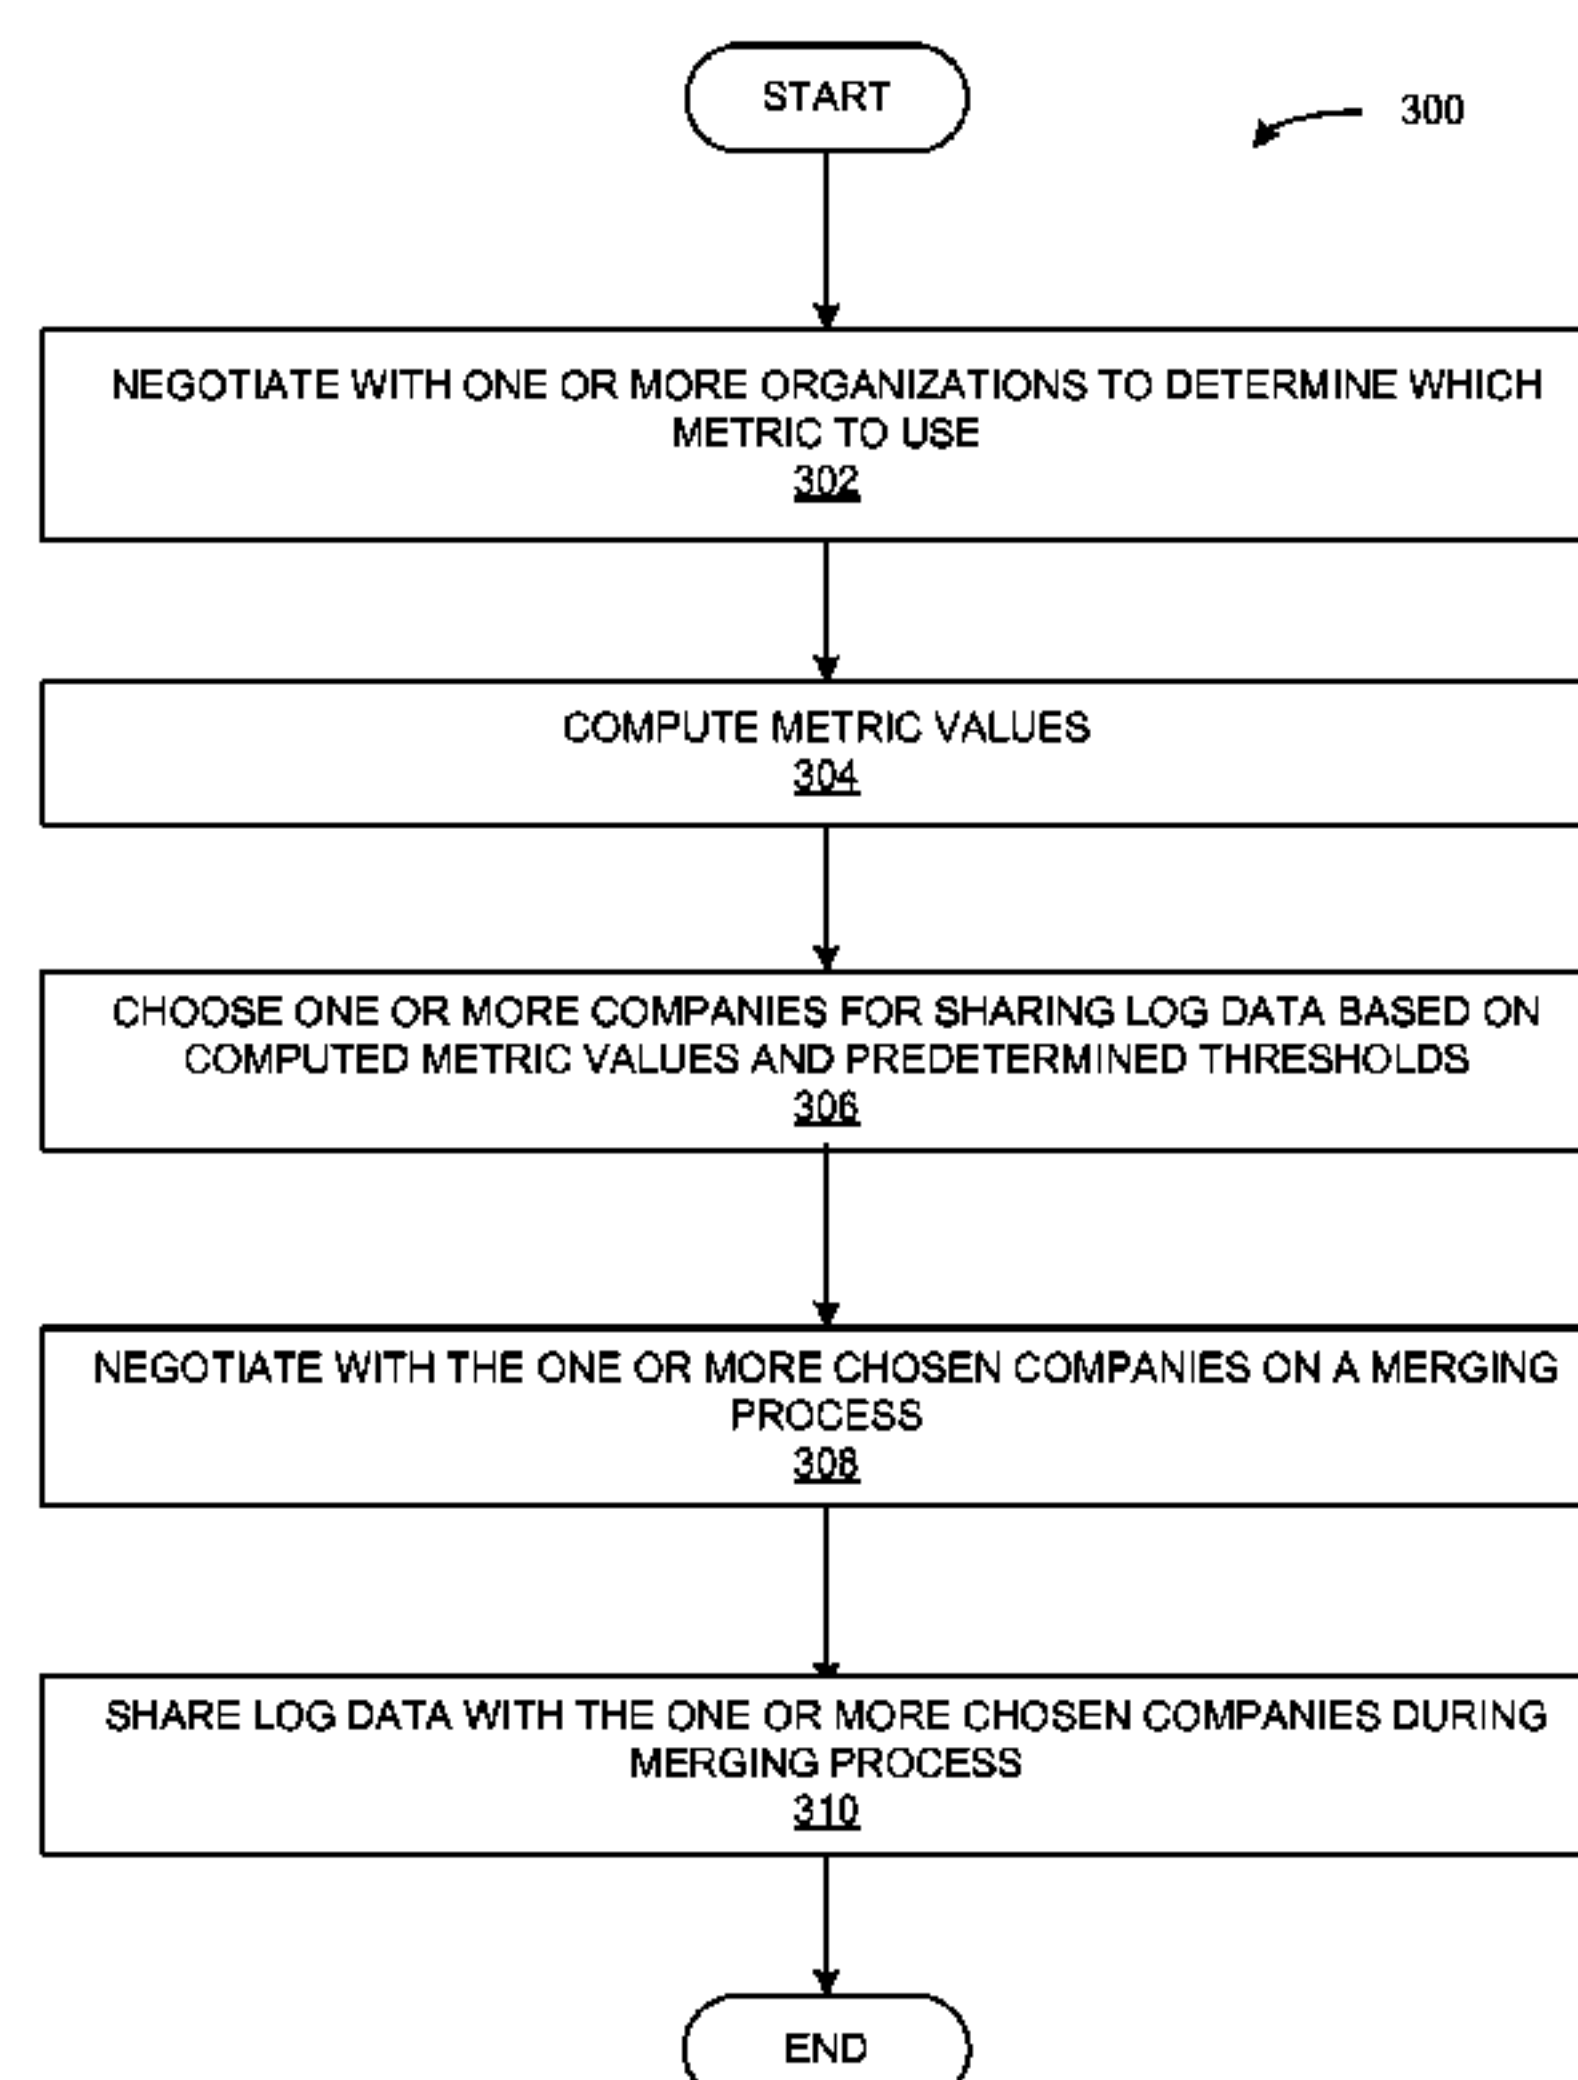 START
300
NEGOTIATE WITH ONE OR MORE ORGANIZATIONS TO DETERMINE WHICH
METRIC TO USE
302
COMPUTE METRIC VALUES
304
CHOOSE ONE OR MORE COMPANIES FOR SHARING LOG DATA BASED ON
COMPUTED METRIC VALUES AND PREDETERMINED THRESHOLDS
306
NEGOTIATE WITH THE ONE OR MORE CHOSEN COMPANIES ON A MERGING
PROCESS
308
SHARE LOG DATA WITH THE ONE OR MORE CHOSEN COMPANIES DURING
MERGING PROCESS
310
END